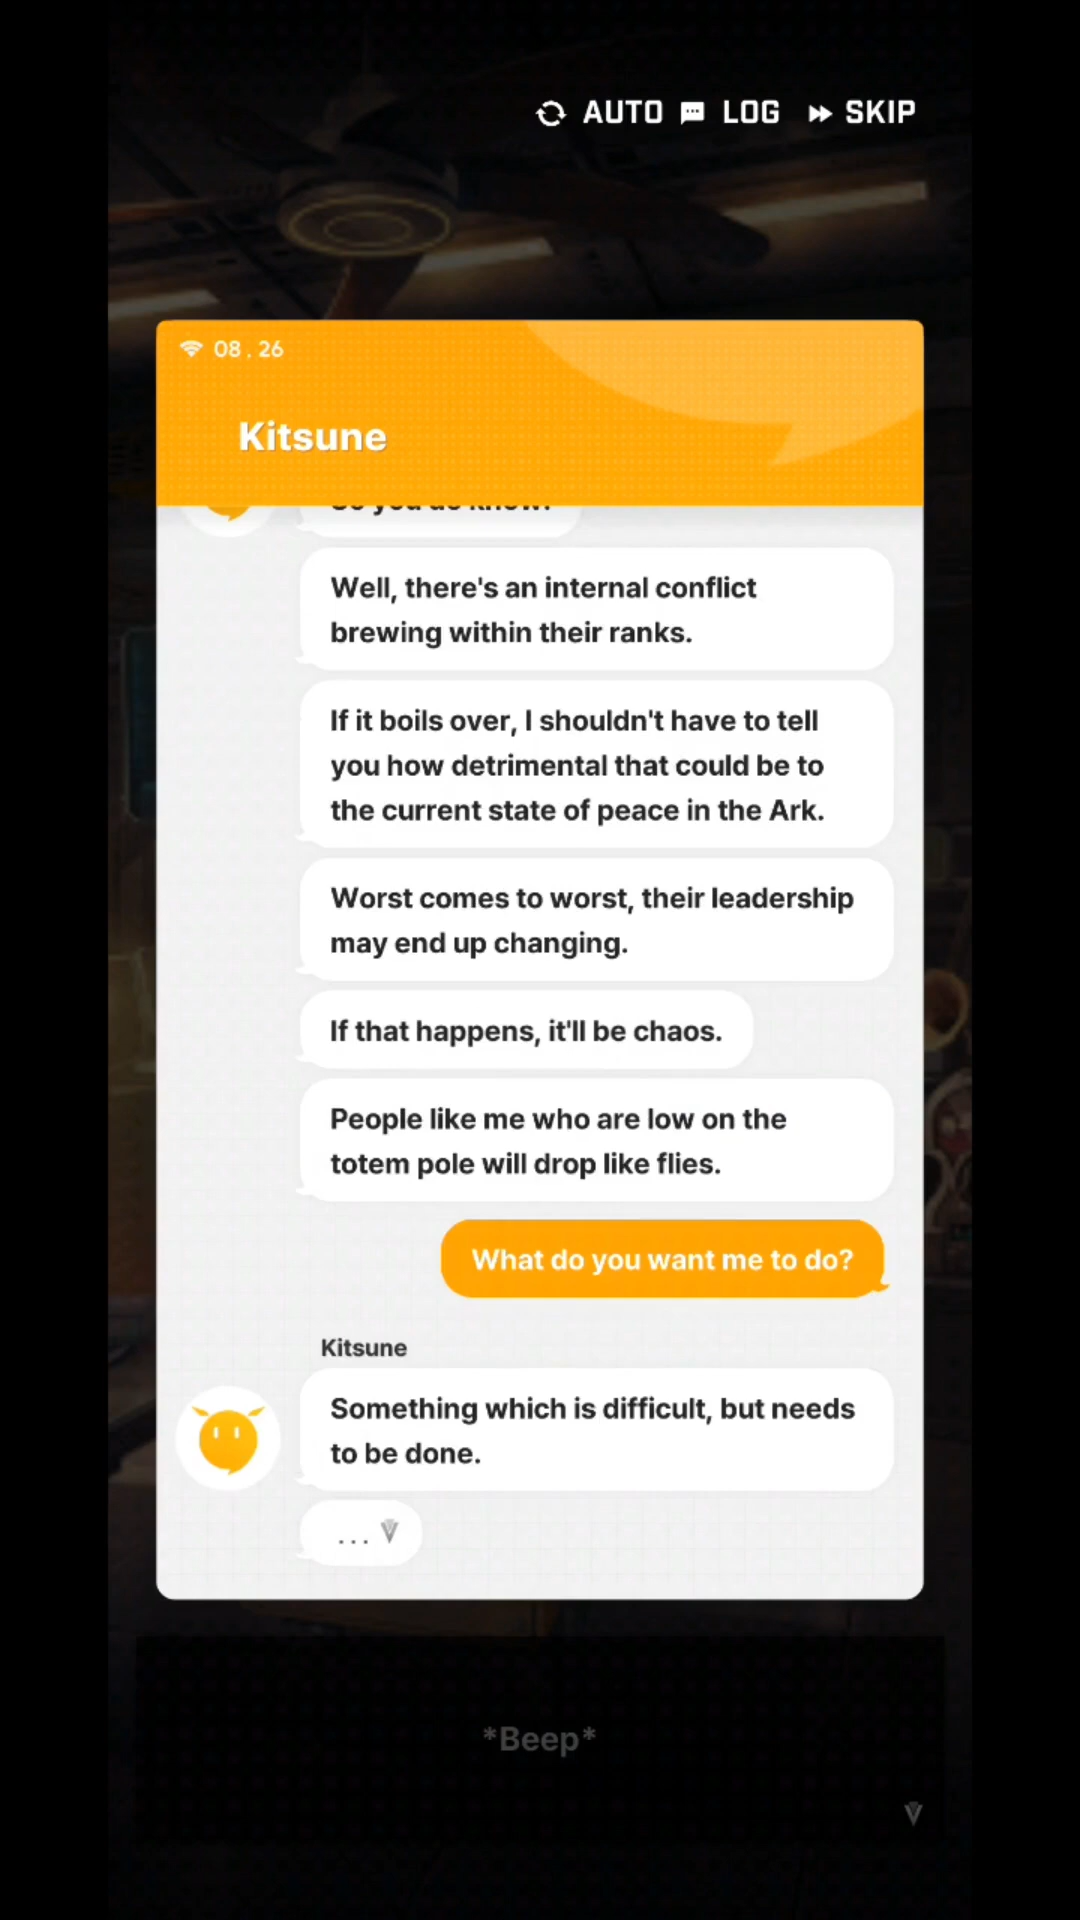 AUTO LOG SKIP
08.26
Kitsune
So you do know?
Well, there's an internal conflict
brewing within their ranks.
If it boils over, I shouldn't have to tell
you how detrimental that could be to
the current state of peace in the Ark.
Worst comes to worst, their leadership
may end up changing.
If that happens, it'll be chaos.
People like me who are low on the
totem pole will drop like flies.
What do you want me to do?
Kitsune
Something which is difficult, but needs
to be done.
...
*Beep*